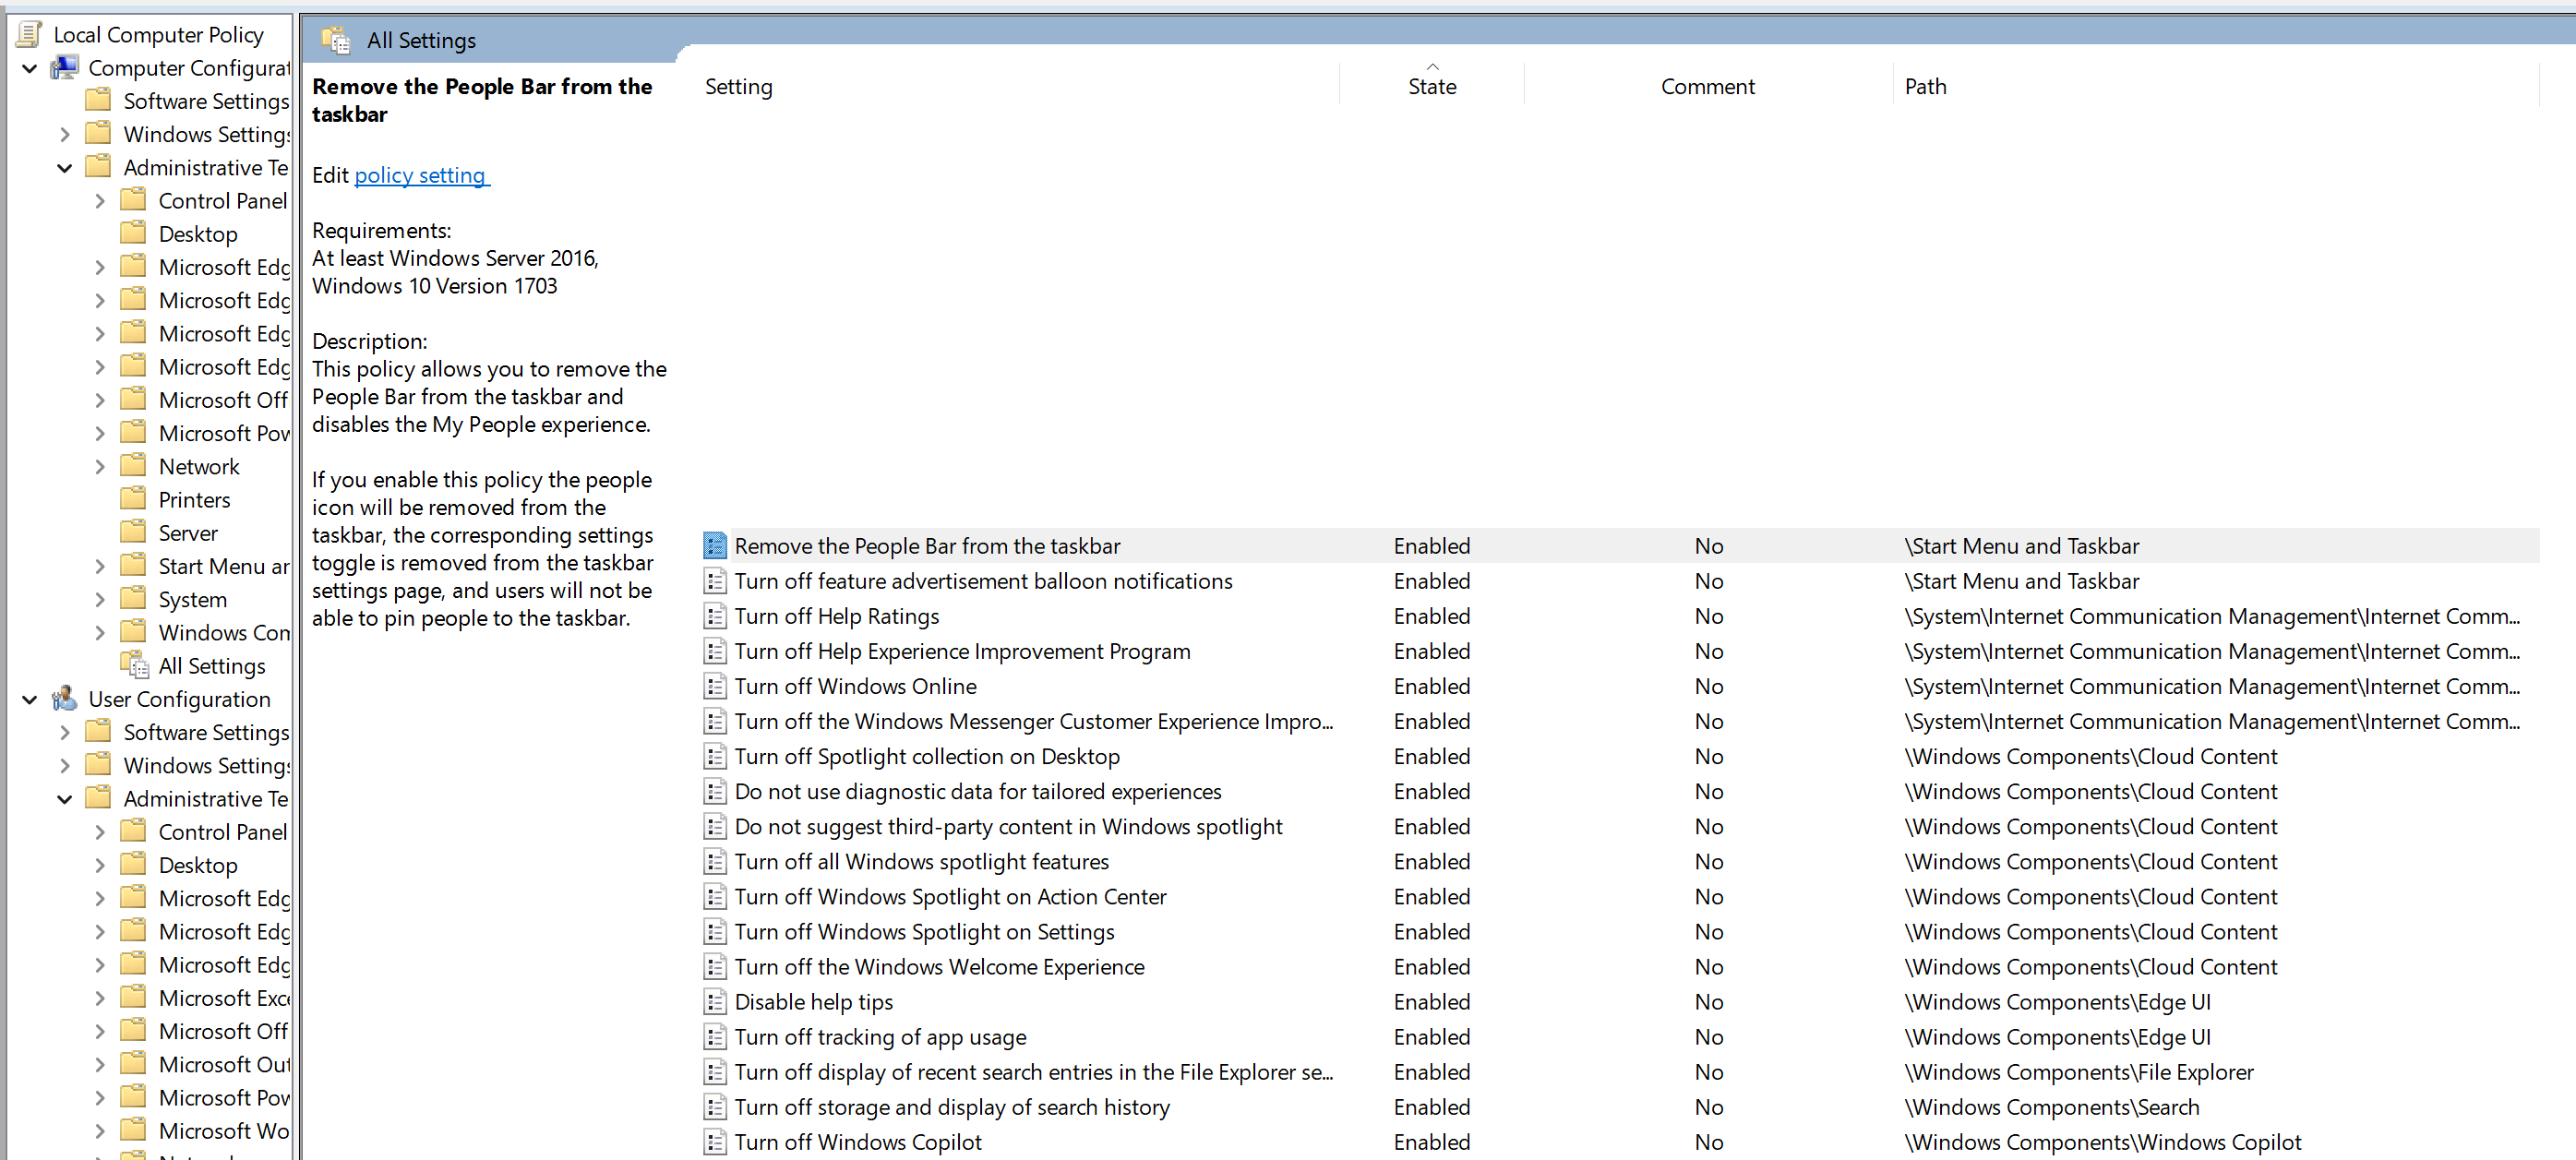 Local Computer Policy
Computer Configurat
Software Settings
Windows Settings
Administrative Te
Control Panel
Desktop
Microsoft Edg
Microsoft Edg
Microsoft Edg
Microsoft Edg
Microsoft Off
Microsoft Pow
Network
Printers
Server
Start Menu ar
System
Windows Com
All Settings
User Configuration
Software Settings
Windows Settings
Administrative Te
Control Panel
Desktop
Microsoft Edg
Microsoft Edg
Microsoft Edg
Microsoft Exce
Microsoft Off
Microsoft Out
Microsoft Pow
Microsoft Wo
All Settings
Remove the People Bar from the
taskbar
Edit policy setting
Requirements:
At least Windows Server 2016,
Windows 10 Version 1703
Description:
This policy allows you to remove the
People Bar from the taskbar and
disables the My People experience.
If you enable this policy the people
icon will be removed from the
taskbar, the corresponding settings
toggle is removed from the taskbar
settings page, and users will not be
able to pin people to the taskbar.
Setting State Comment Path
Remove the People Bar from the taskbar Enabled No \Start Menu and Taskbar
Turn off feature advertisement balloon notifications Enabled No \Start Menu and Taskbar
Turn off Help Ratings Enabled No \System\Internet Communication Management\Internet Comm...
Turn off Help Experience Improvement Program Enabled No \System\Internet Communication Management\Internet Comm...
Turn off Windows Online Enabled No \System\Internet Communication Management\Internet Comm...
Turn off the Windows Messenger Customer Experience Impro... Enabled No \System\Internet Communication Management\Internet Comm...
Turn off Spotlight collection on Desktop Enabled No \Windows Components\Cloud Content
Do not use diagnostic data for tailored experiences Enabled No \Windows Components\Cloud Content
Do not suggest third-party content in Windows spotlight Enabled No \Windows Components\Cloud Content
Turn off all Windows spotlight features Enabled No \Windows Components\Cloud Content
Turn off Windows Spotlight on Action Center Enabled No \Windows Components\Cloud Content
Turn off Windows Spotlight on Settings Enabled No \Windows Components\Cloud Content
Turn off the Windows Welcome Experience Enabled No \Windows Components\Cloud Content
Disable help tips Enabled No \Windows Components\Edge UI
Turn off tracking of app usage Enabled No \Windows Components\Edge UI
Turn off display of recent search entries in the File Explorer se... Enabled No \Windows Components\File Explorer
Turn off storage and display of search history Enabled No \Windows Components\Search
Turn off Windows Copilot Enabled No \Windows Components\Windows Copilot